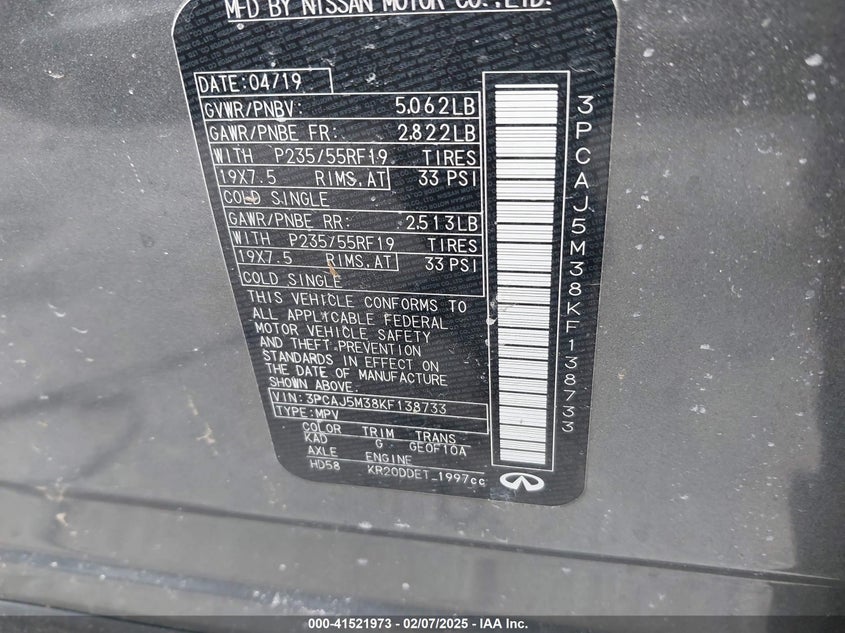 MFD BY NISSAN MOTOR CO.,LTD.
DATE:04/19
GVWR/PNBV: 5,062LB
GAWR/PNBE FR: 2,822LB
WITH P235/55RF19 TIRES
19X7.5 RIMS,AT 33 PSI
COLD SINGLE
GAWR/PNBE RR: 2,513LB
WITH P235/55RF19 TIRES
19X7.5 RIMS,AT 33 PSI
COLD SINGLE
THIS VEHICLE CONFORMS TO
ALL APPLICABLE FEDERAL
MOTOR VEHICLE SAFETY
AND THEFT PREVENTION
STANDARDS IN EFFECT ON
THE DATE OF MANUFACTURE
SHOWN ABOVE.
VIN:3PCAJ5M38KF138733
TYPE:MPV
COLOR TRIM TRANS
KAD G GE0F10A
AXLE ENGINE
HD58 KR20DDET 1997cc
3PCAJ5M38KF138733
000-41521973 - 02/07/2025 - IAA Inc.